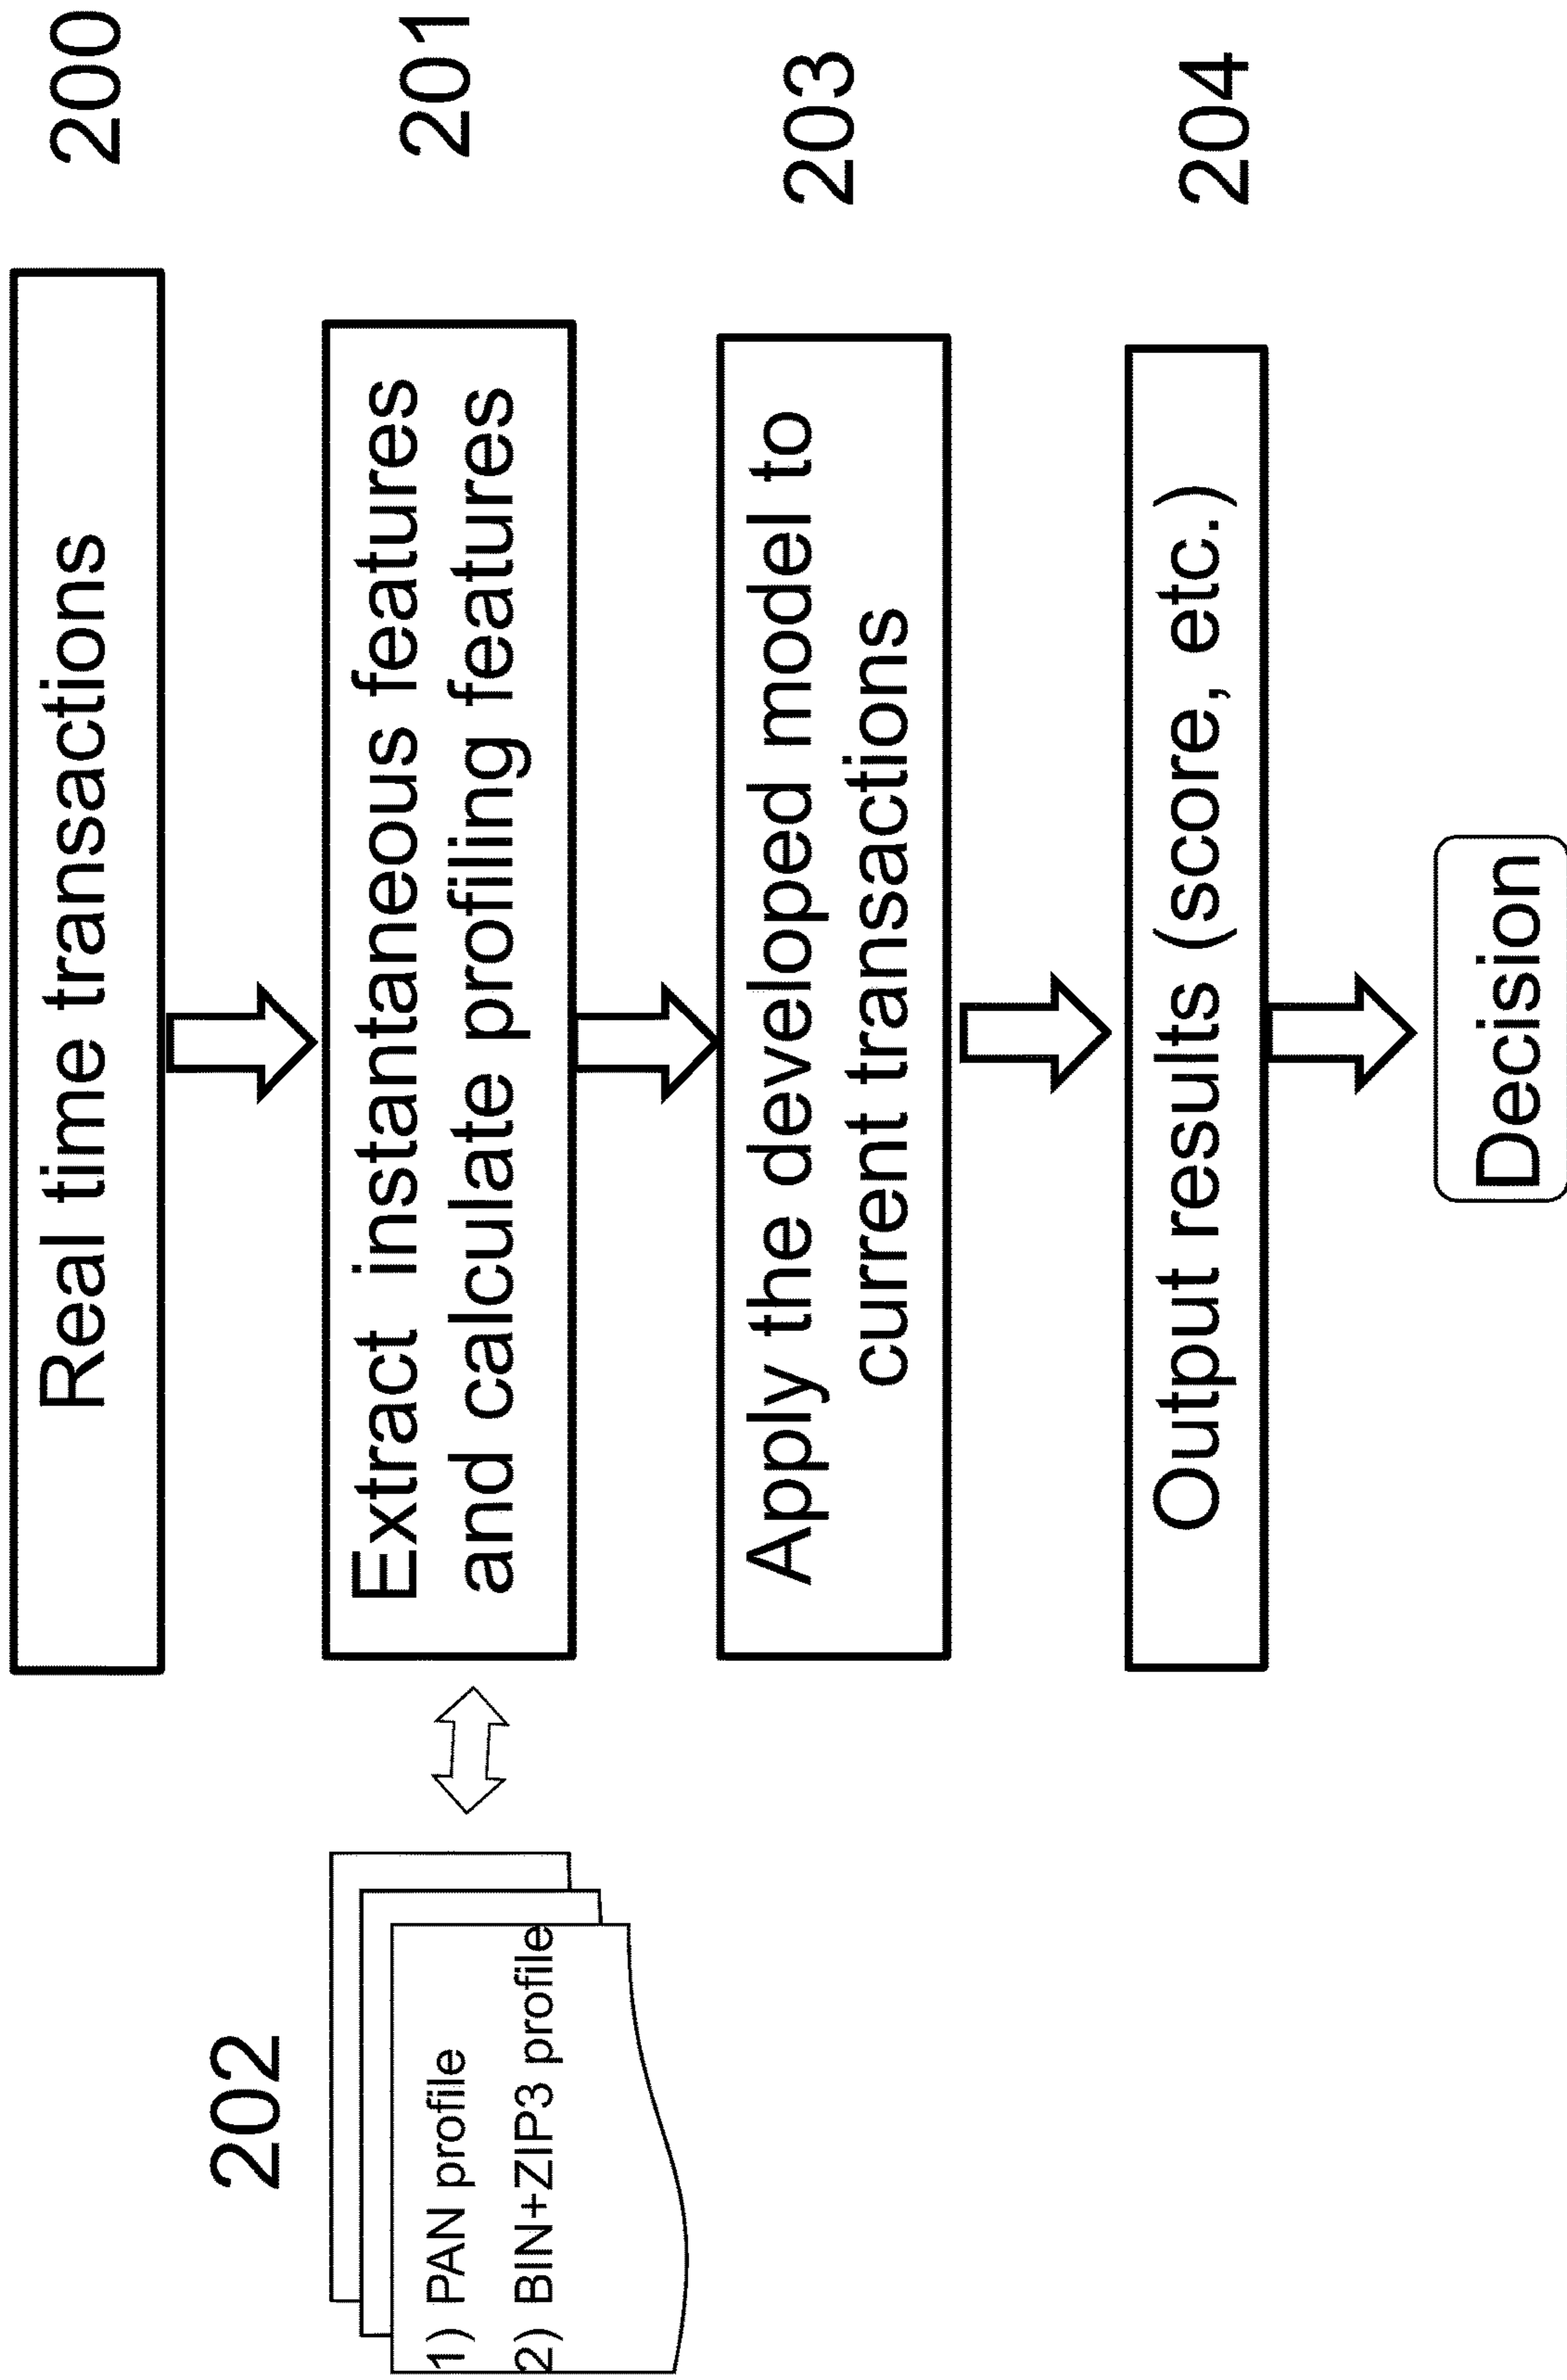 Real time transactions
200
Extract instantaneous features
and calculate profiling features
201
202
1) PAN profile
2) BIN+ZIP3 profile
Apply the developed model to
current transactions
203
Output results (score, etc.)
204
Decision